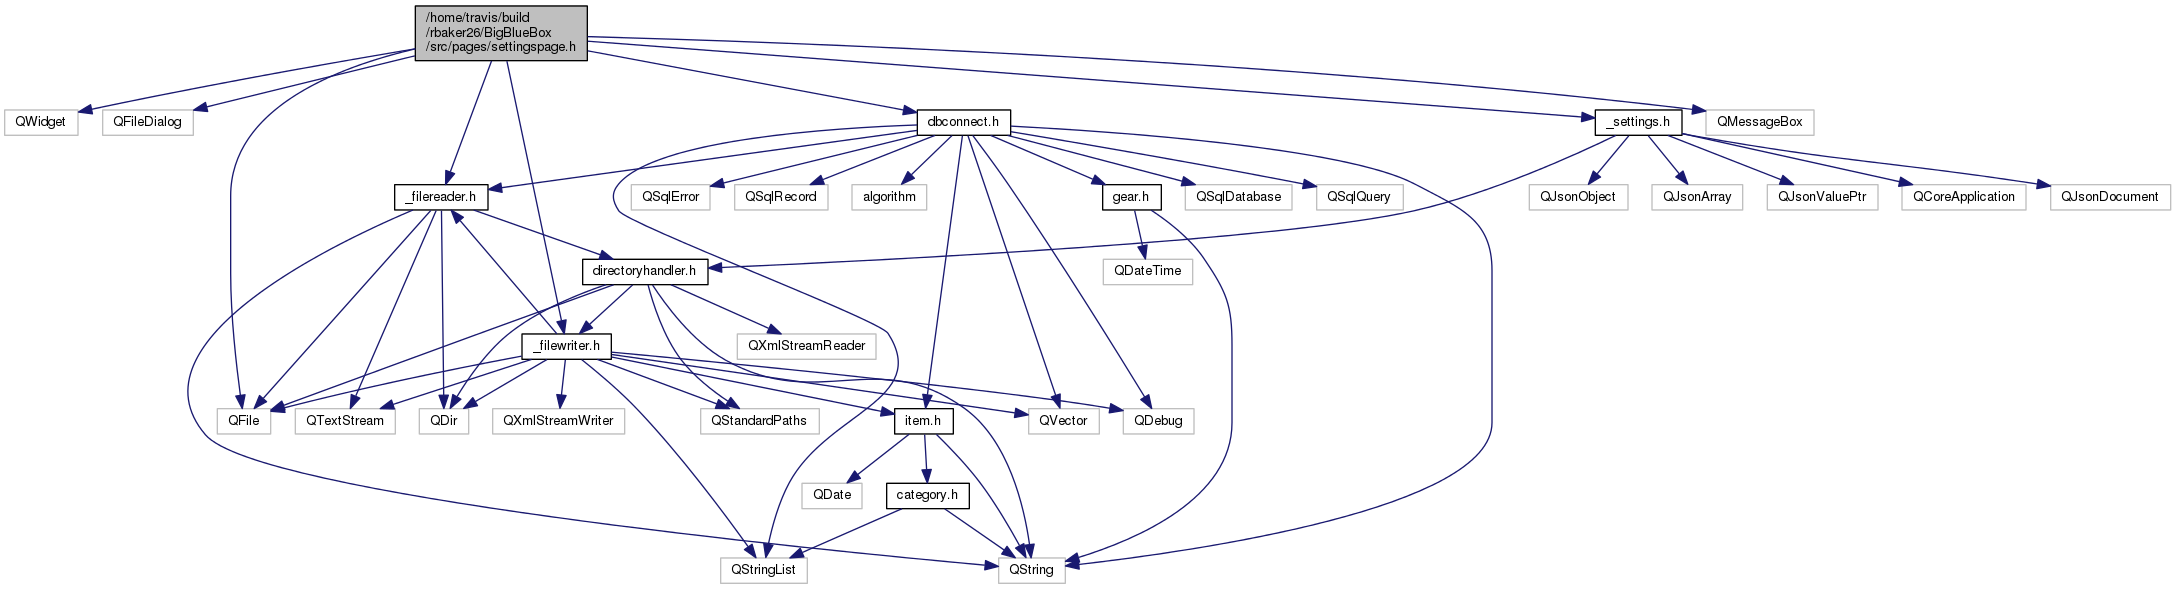 /home/travis/build
/rbaker26/BigBlueBox
/src/pages/settingspage.h
QWidget
QFileDialog
dbconnect.h
_settings.h
QMessageBox
_filereader.h
QSqlError
QSqlRecord
algorithm
gear.h
QSqlDatabase
QSqlQuery
QJsonObject
QJsonArray
QJsonValuePtr
QCoreApplication
QJsonDocument
directoryhandler.h
QDateTime
_filewriter.h
QXmlStreamReader
QFile
QTextStream
QDir
QXmlStreamWriter
QStandardPaths
item.h
QVector
QDebug
QDate
category.h
QStringList
QString